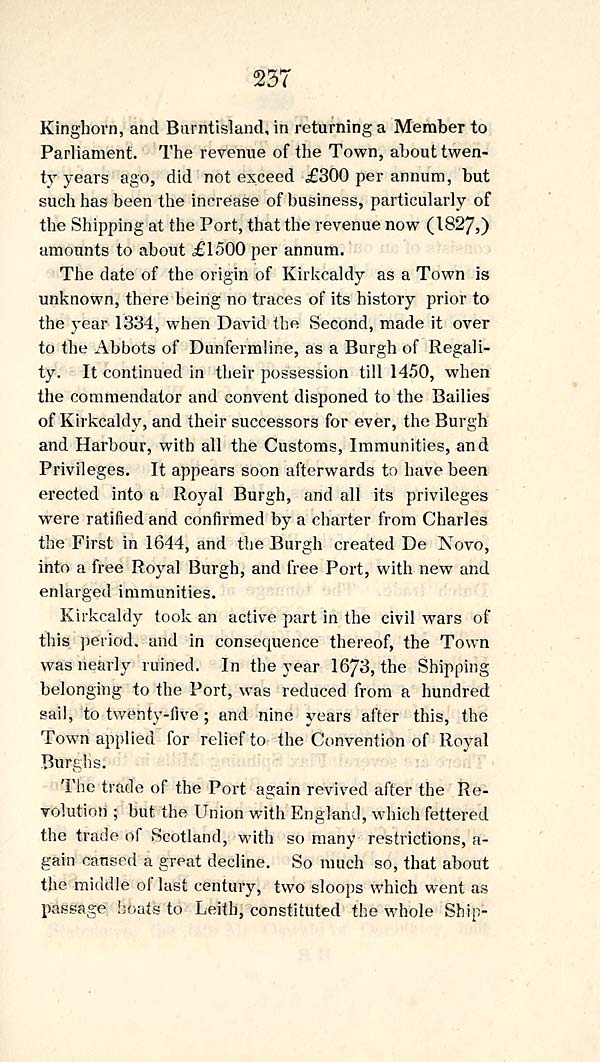 237
Kinghorn, and Burntisland, in returning a Member to
Parliament. The revenue of the Town, about twen-
ty years ago, did not exceed £300 per annum, but
such has been the increase of business, particularly of
the Shipping at the Port, that the revenue now (1827,)
amounts to about £1500 per annum.
The date of the origin of Kirkcaldy as a Town is
unknown, there being no traces of its history prior to
the year 1334, when David the Second, made it over
to the Abbots of Dunfermline, as a Burgh of Regali-
ty. It continued in their possession till 1450, when
the commendator and convent disponed to the Bailies
of Kirkcaldy, and their successors for ever, the Burgh
and Harbour, with all the Customs, Immunities, and
Privileges. It appears soon afterwards to have been
erected into a Royal Burgh, and all its privileges
were ratified and confirmed by a charter from Charles
the First in 1644, and the Burgh created De Novo,
into a free Royal Burgh, and free Port, with new and
enlarged immunities.
Kirkcaldy took an active part in the civil wars of
this period, and in consequence thereof, the Town
was nearly ruined. In the year 1673, the Shipping
belonging to the Port, was reduced from a hundred
sail, to twenty-five; and nine years after this, the
Town applied for relief to the Convention of Royal
Burghs.
The trade of the Port again revived after the Re-
volution; but the Union with England, which fettered
the trade of Scotland, with so many restrictions, a-
gain caused a great decline. So much so, that about
the middle of last century, two sloops which went as
passage boats to Leith, constituted the whole Ship-